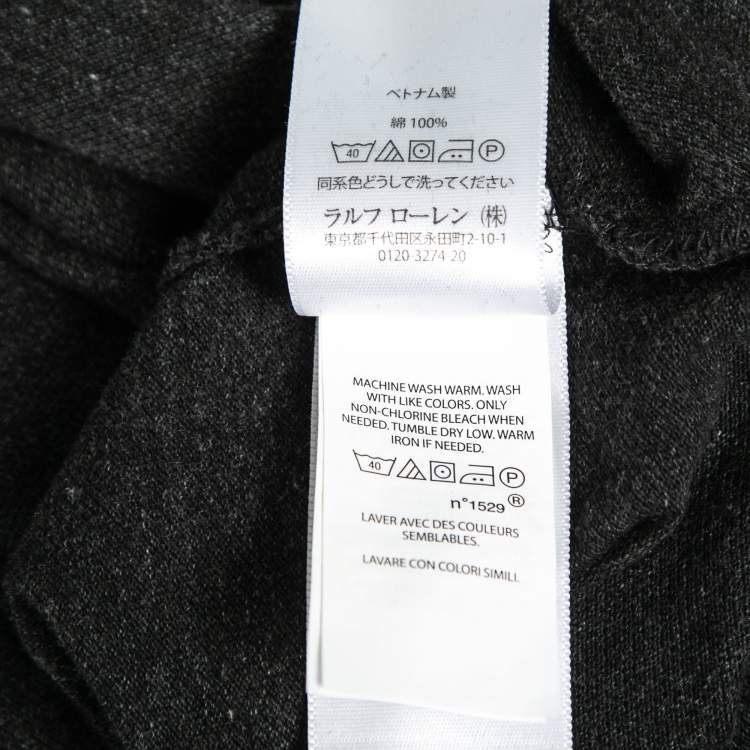 ベトナム製
綿 100%
40 P
同系色どうしで洗ってください
ラルフ ローレン (株)
東京都千代田区永田町2-10-1
0120-3274-20
MACHINE WASH WARM. WASH
WITH LIKE COLORS. ONLY
NON-CHLORINE BLEACH WHEN
NEEDED. TUMBLE DRY LOW. WARM
IRON IF NEEDED.
40 P
n°1529 ®
LAVER AVEC DES COULEURS
SEMBLABLES.
LAVARE CON COLORI SIMILI.